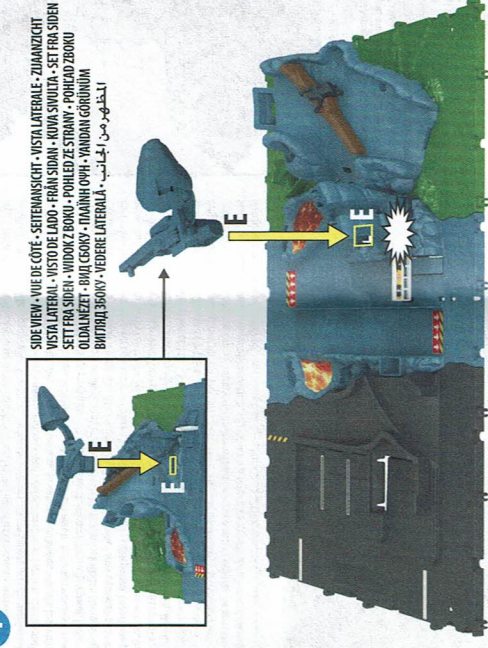 SIDE VIEW • VUE DE CÔTÉ • SEITENANSICHT • VISTA LATERALE • ZIJAANZICHT
VISTA LATERAL • VISTO DE LADO • FRÅN SIDAN • KUVA SIVULTA • SET FRA SIDEN
SET FRA SIDEN • WIDOK Z BOKU • POHLED ZE STRANY • POHĽAD ZBOKU
OLDALNÉZET • ВИД СБОКУ • ΠΛΑΪΝΗ ΟΨΗ • YANDAN GÖRÜNÜM
ВИГЛЯД ЗБОКУ • VEDERE LATERALĂ • المظهر من الجانب
E
E
E
E